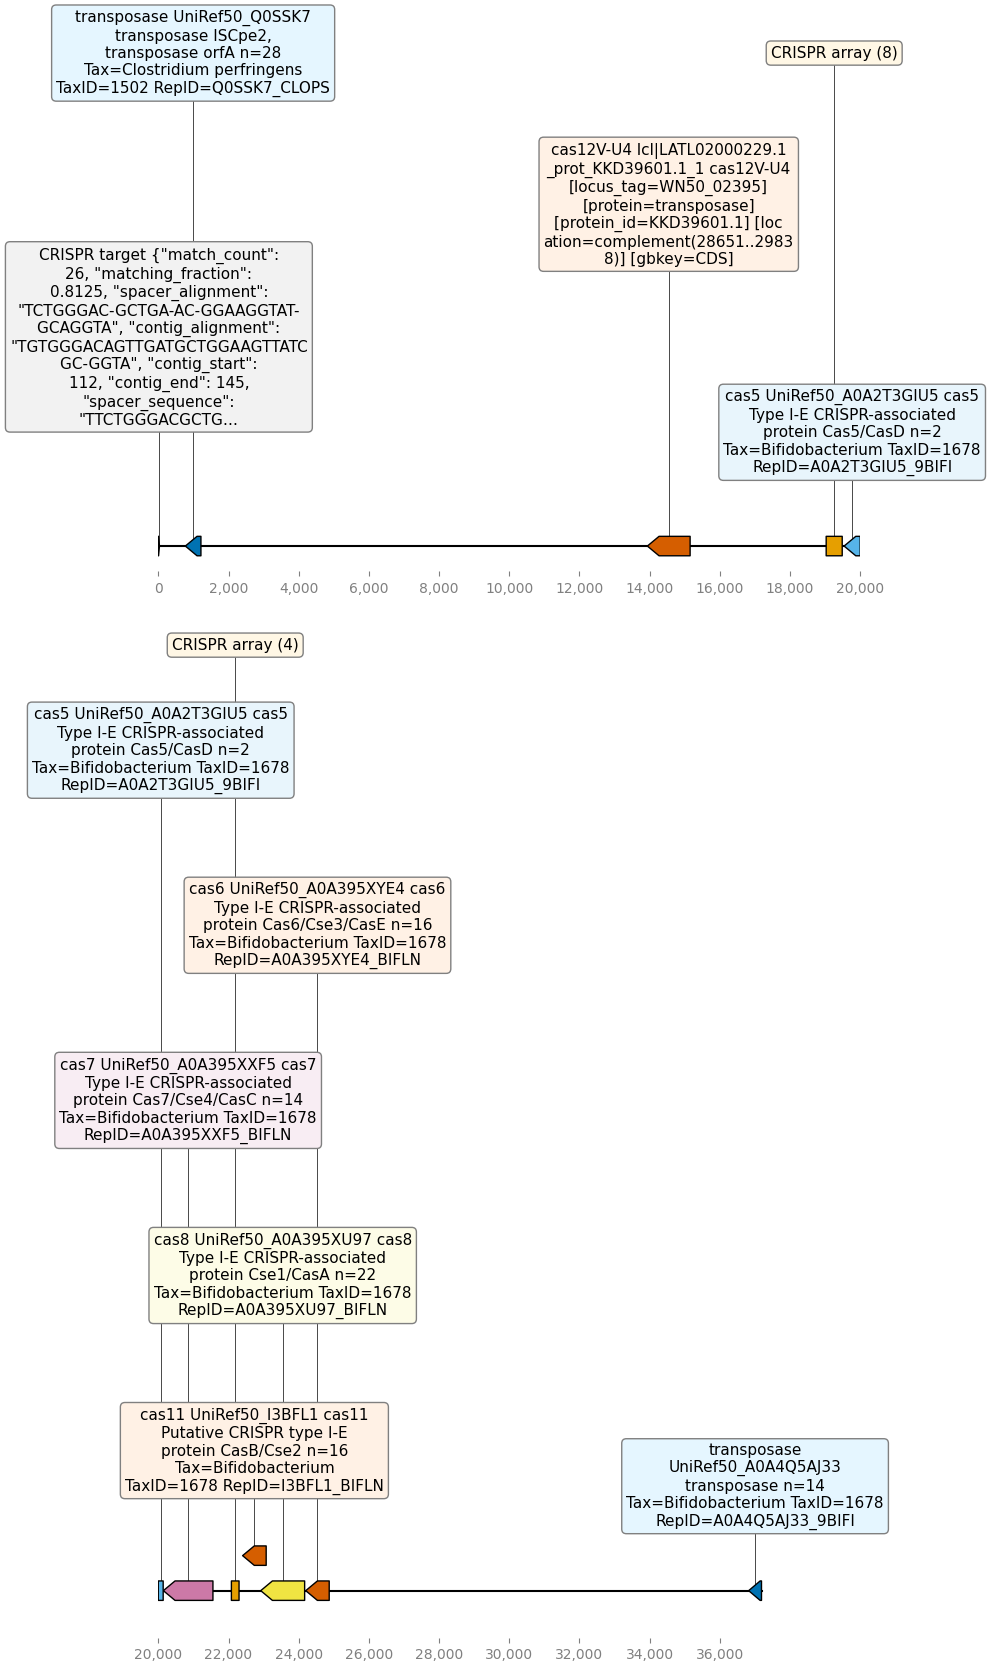 transposase UniRef50_Q0SSK7
transposase ISCpe2,
transposase orfA n=28
Tax=Clostridium perfringens
TaxID=1502 RepID=Q0SSK7_CLOPS
CRISPR array (8)
cas12V-U4 lcl|LATL02000229.1
_prot_KKD39601.1_1 cas12V-U4
[locus_tag=WN50_02395]
[protein=transposase]
[protein_id=KKD39601.1] [loc
ation=complement(28651..2983
8)] [gbkey=CDS]
CRISPR target {"match_count":
26, "matching_fraction":
0.8125, "spacer_alignment":
"TCTGGGAC-GCTGA-AC-GGAAGGTAT-
GCAGGTA", "contig_alignment":
"TGTGGGACAGTTGATGCTGGAAGTTATC
GC-GGTA", "contig_start":
112, "contig_end": 145,
"spacer_sequence":
"TTCTGGGACGCTG...
cas5 UniRef50_A0A2T3GIU5 cas5
Type I-E CRISPR-associated
protein Cas5/CasD n=2
Tax=Bifidobacterium TaxID=1678
RepID=A0A2T3GIU5_9BIFI
0 2,000 4,000 6,000 8,000 10,000 12,000 14,000 16,000 18,000 20,000
CRISPR array (4)
cas5 UniRef50_A0A2T3GIU5 cas5
Type I-E CRISPR-associated
protein Cas5/CasD n=2
Tax=Bifidobacterium TaxID=1678
RepID=A0A2T3GIU5_9BIFI
cas6 UniRef50_A0A395XYE4 cas6
Type I-E CRISPR-associated
protein Cas6/Cse3/CasE n=16
Tax=Bifidobacterium TaxID=1678
RepID=A0A395XYE4_BIFLN
cas7 UniRef50_A0A395XXF5 cas7
Type I-E CRISPR-associated
protein Cas7/Cse4/CasC n=14
Tax=Bifidobacterium TaxID=1678
RepID=A0A395XXF5_BIFLN
cas8 UniRef50_A0A395XU97 cas8
Type I-E CRISPR-associated
protein Cse1/CasA n=22
Tax=Bifidobacterium TaxID=1678
RepID=A0A395XU97_BIFLN
cas11 UniRef50_I3BFL1 cas11
Putative CRISPR type I-E
protein CasB/Cse2 n=16
Tax=Bifidobacterium
TaxID=1678 RepID=I3BFL1_BIFLN
transposase
UniRef50_A0A4Q5AJ33
transposase n=14
Tax=Bifidobacterium TaxID=1678
RepID=A0A4Q5AJ33_9BIFI
20,000 22,000 24,000 26,000 28,000 30,000 32,000 34,000 36,000